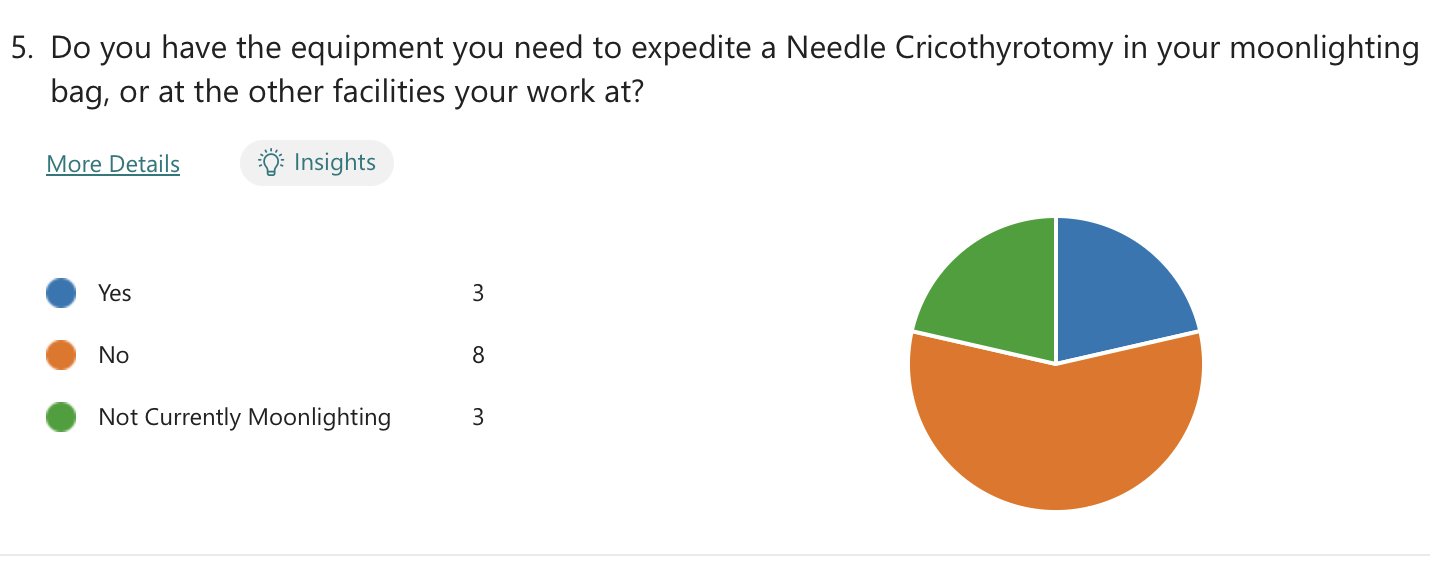 5. Do you have the equipment you need to expedite a Needle Cricothyrotomy in your moonlighting
bag, or at the other facilities your work at?
More Details Insights
Yes 3
No 8
Not Currently Moonlighting 3